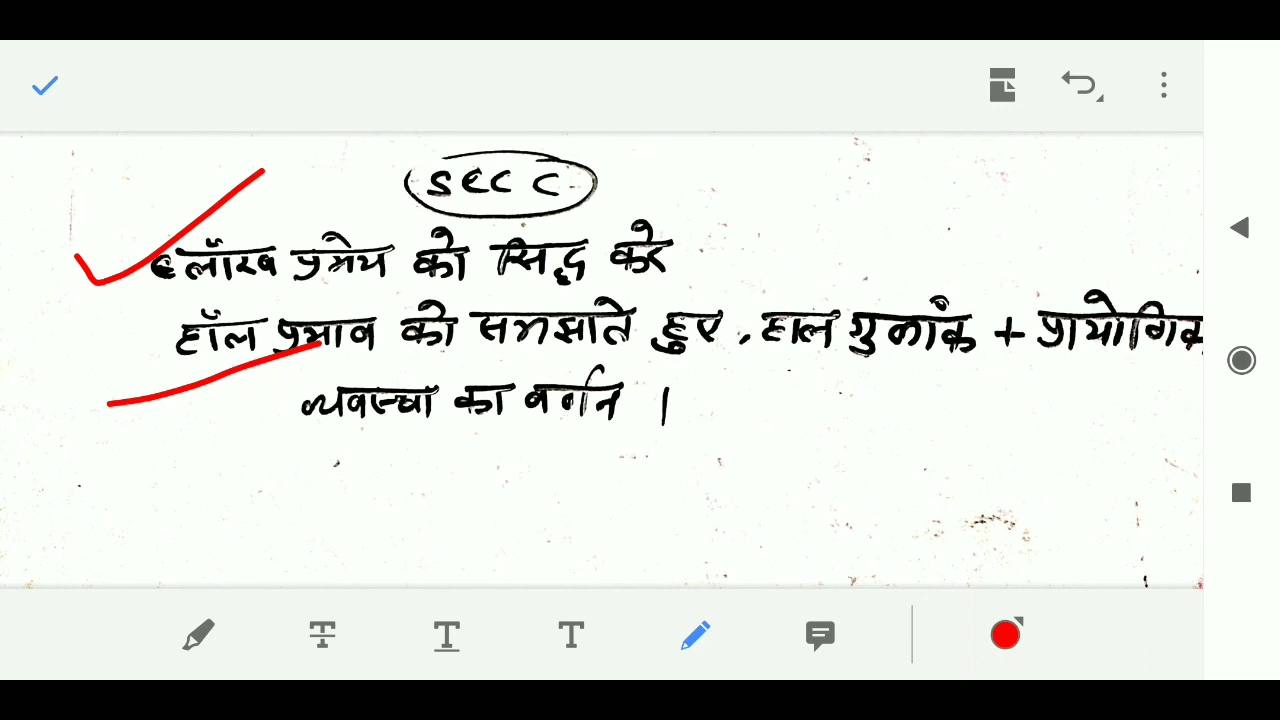 Sec C
ब्लॉख प्रमेय को सिद्ध करे
हॉल प्रभाव को समझाते हुए, हाल गुणांक + प्रायोगिक
व्यवस्था का वर्णन ।
T T T